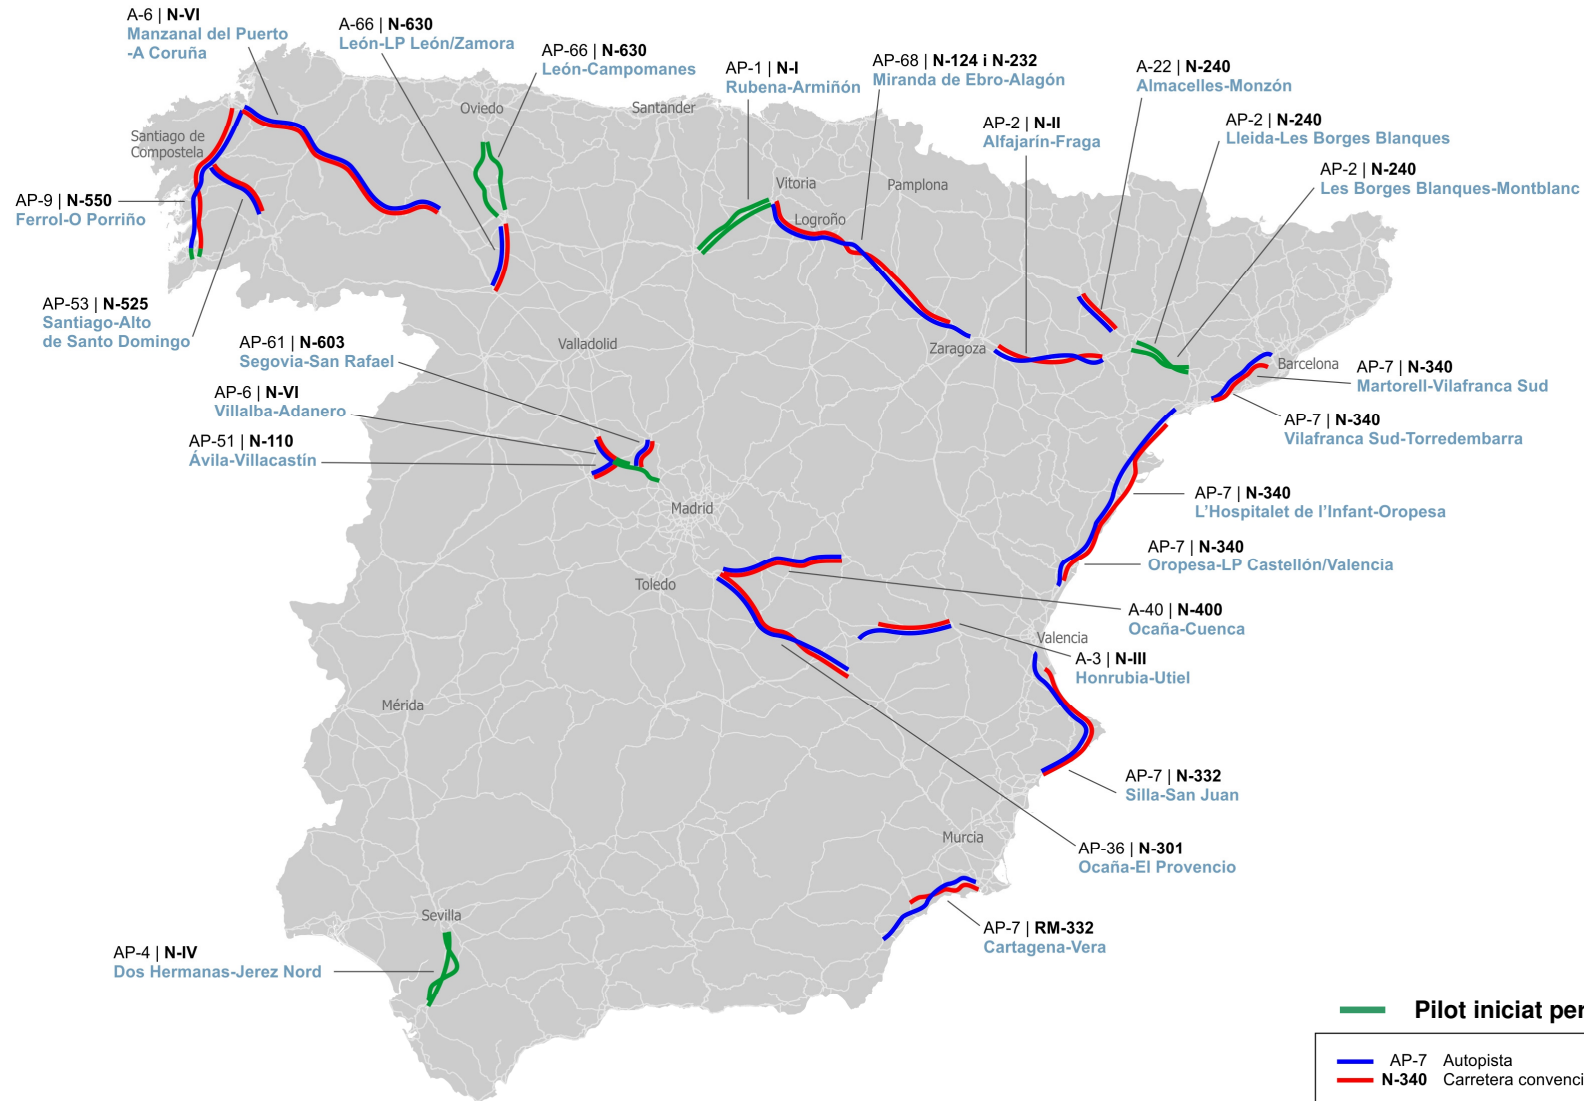 A-6 | N-VI
Manzanal del Puerto
-A Coruña
A-66 | N-630
León-LP León/Zamora
AP-66 | N-630
León-Campomanes
AP-1 | N-I
Rubena-Armiñón
AP-68 | N-124 i N-232
Miranda de Ebro-Alagón
A-22 | N-240
Almacelles-Monzón
AP-2 | N-II
Alfajarín-Fraga
AP-2 | N-240
Lleida-Les Borges Blanques
AP-2 | N-240
Les Borges Blanques-Montblanc
Oviedo
Santander
Santiago de
Compostela
Vitoria
Pamplona
Logroño
AP-9 | N-550
Ferrol-O Porriño
AP-53 | N-525
Santiago-Alto
de Santo Domingo
AP-61 | N-603
Segovia-San Rafael
Valladolid
Zaragoza
Barcelona
AP-7 | N-340
Martorell-Vilafranca Sud
AP-6 | N-VI
Villalba-Adanero
AP-7 | N-340
Vilafranca Sud-Torredembarra
AP-51 | N-110
Ávila-Villacastín
Madrid
AP-7 | N-340
L'Hospitalet de l'Infant-Oropesa
AP-7 | N-340
Oropesa-LP Castellón/Valencia
Toledo
A-40 | N-400
Ocaña-Cuenca
Valencia
A-3 | N-III
Honrubia-Utiel
Mérida
AP-7 | N-332
Silla-San Juan
Murcia
AP-36 | N-301
Ocaña-El Provencio
Sevilla
AP-7 | RM-332
Cartagena-Vera
AP-4 | N-IV
Dos Hermanas-Jerez Nord
Pilot iniciat per
AP-7 Autopista
N-340 Carretera convenci